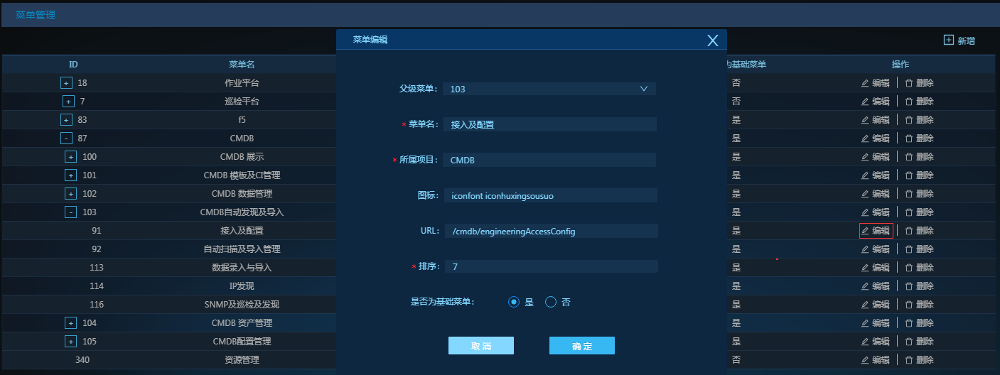 菜单管理
菜单编辑 X
新增
ID 菜单名 为基础菜单 操作
+ 18 作业平台 否 编辑 删除
+ 7 巡检平台 否 编辑 删除
+ 83 f5 是 编辑 删除
- 87 CMDB 是 编辑 删除
+ 100 CMDB 展示 是 编辑 删除
+ 101 CMDB 模板及CI管理 是 编辑 删除
+ 102 CMDB 数据管理 是 编辑 删除
- 103 CMDB自动发现及导入 是 编辑 删除
91 接入及配置 是 编辑 删除
92 自动扫描及导入管理 是 编辑 删除
113 数据录入与导入 是 编辑 删除
114 IP发现 是 编辑 删除
116 SNMP及巡检及发现 是 编辑 删除
+ 104 CMDB 资产管理 是 编辑 删除
+ 105 CMDB配置管理 是 编辑 删除
340 资源管理 否 编辑 删除
父级菜单: 103
* 菜单名: 接入及配置
* 所属项目: CMDB
图标: iconfont iconhuxingsousuo
URL: /cmdb/engineeringAccessConfig
* 排序: 7
是否为基础菜单: 是 否
取消 确定